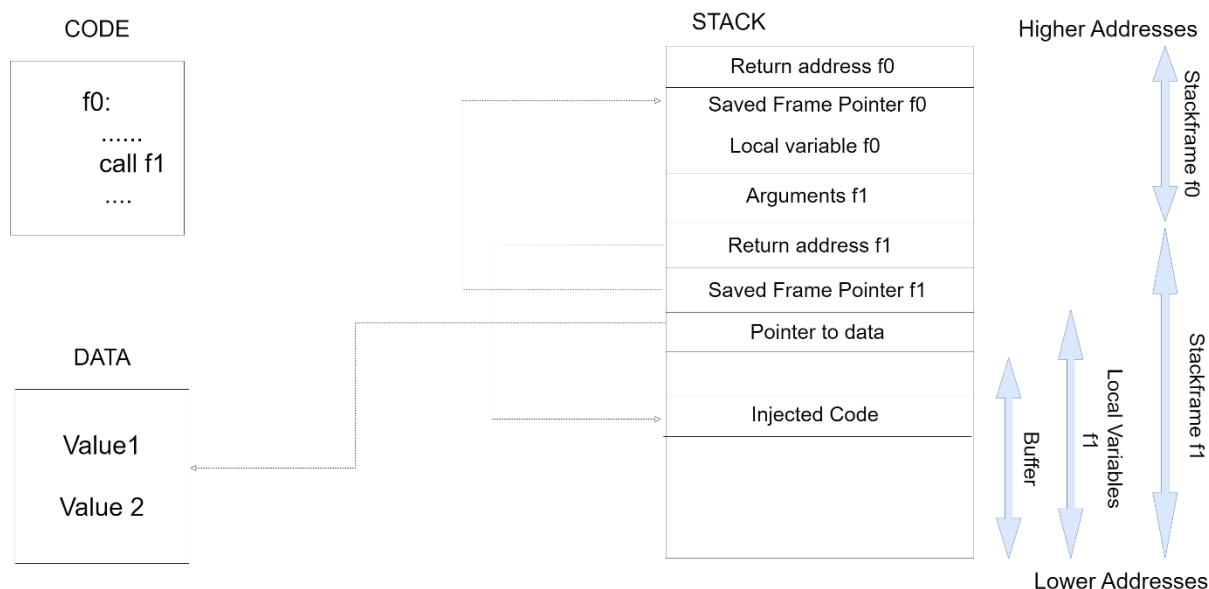 CODE
f0:
......
call f1
....
DATA
Value1
Value 2
STACK
Return address f0
Saved Frame Pointer f0
Local variable f0
Arguments f1
Return address f1
Saved Frame Pointer f1
Pointer to data
Injected Code
Higher Addresses
Stackframe f0
Stackframe f1
Local Variables
f1
Buffer
Lower Addresses